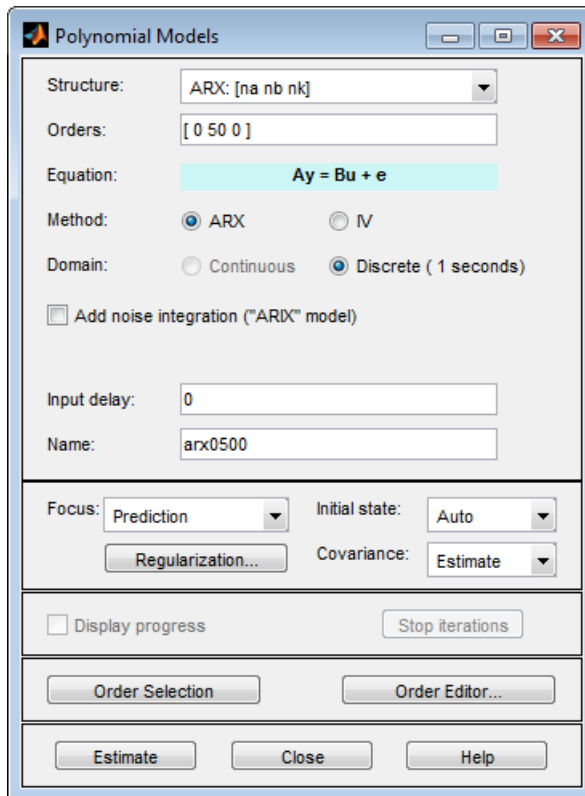 Polynomial Models
Structure: ARX: [na nb nk]
Orders: [ 0 50 0 ]
Equation: Ay = Bu + e
Method: ARX IV
Domain: Continuous Discrete ( 1 seconds)
Add noise integration ("ARIX" model)
Input delay: 0
Name: arx0500
Focus: Prediction Initial state: Auto
Regularization... Covariance: Estimate
Display progress Stop iterations
Order Selection Order Editor...
Estimate Close Help